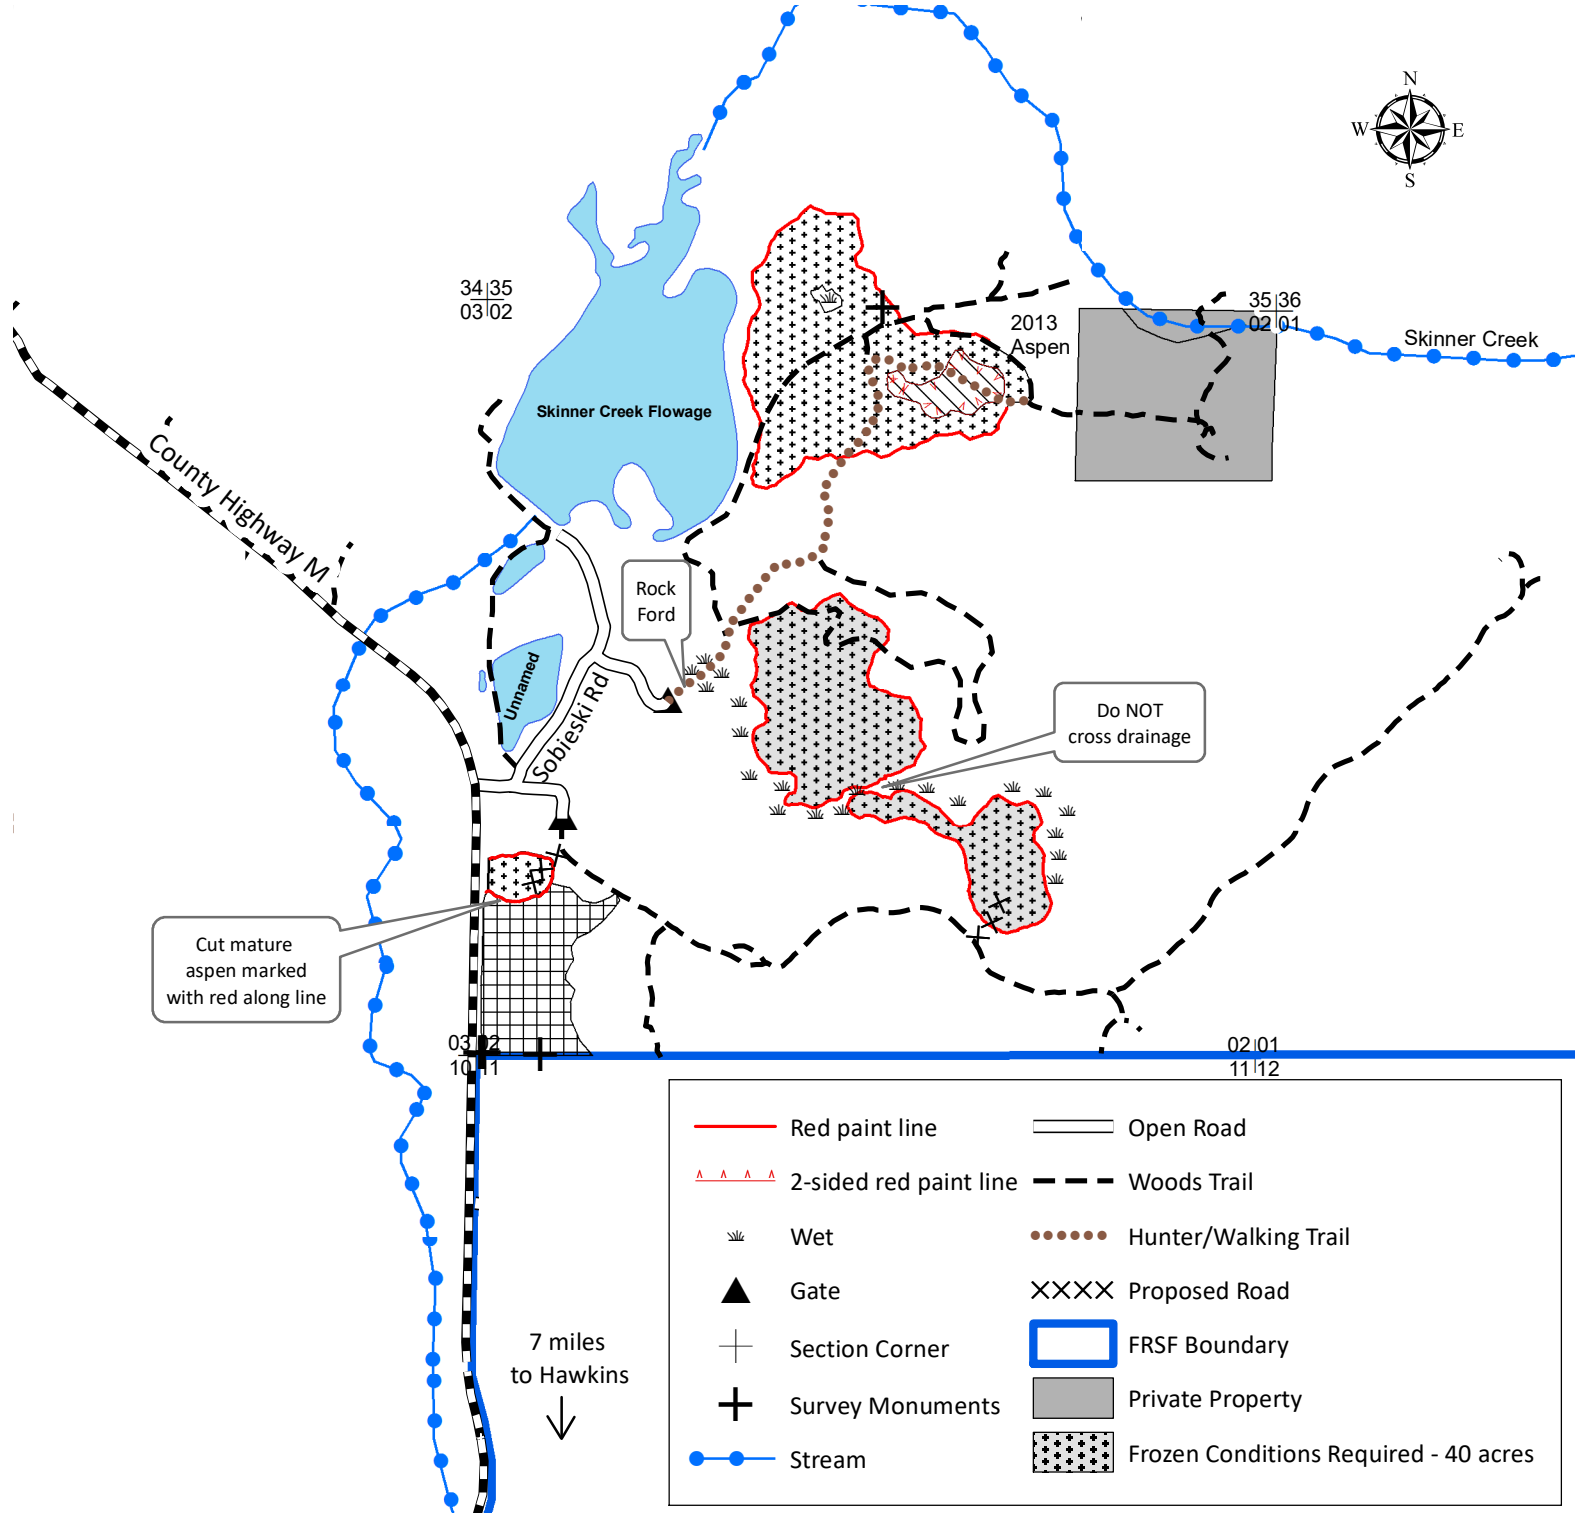 N
W E
S
34 35
03 02
35 36
02 01
2013
Aspen
Skinner Creek
Skinner Creek Flowage
County Highway M
Rock
Ford
Unnamed
Sobieski Rd
Do NOT
cross drainage
Cut mature
aspen marked
with red along line
03 02
10 11
02 01
11 12
7 miles
to Hawkins
Red paint line
2-sided red paint line
Wet
Gate
Section Corner
Survey Monuments
Stream
Open Road
Woods Trail
Hunter/Walking Trail
Proposed Road
FRSF Boundary
Private Property
Frozen Conditions Required - 40 acres